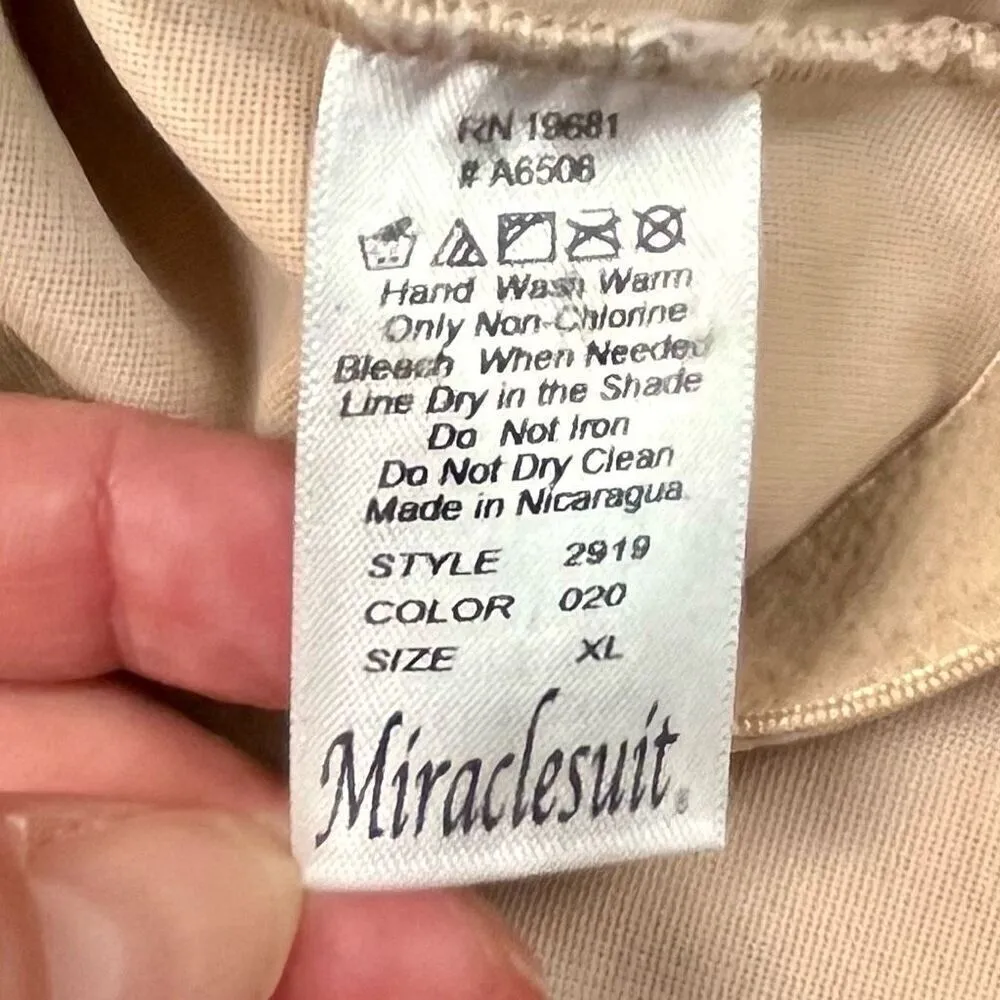 RN 19681
# A6506
Hand Wash Warm
Only Non-Chlorine
Bleach When Needed
Line Dry in the Shade
Do Not Iron
Do Not Dry Clean
Made in Nicaragua
STYLE 2919
COLOR 020
SIZE XL
Miraclesuit®